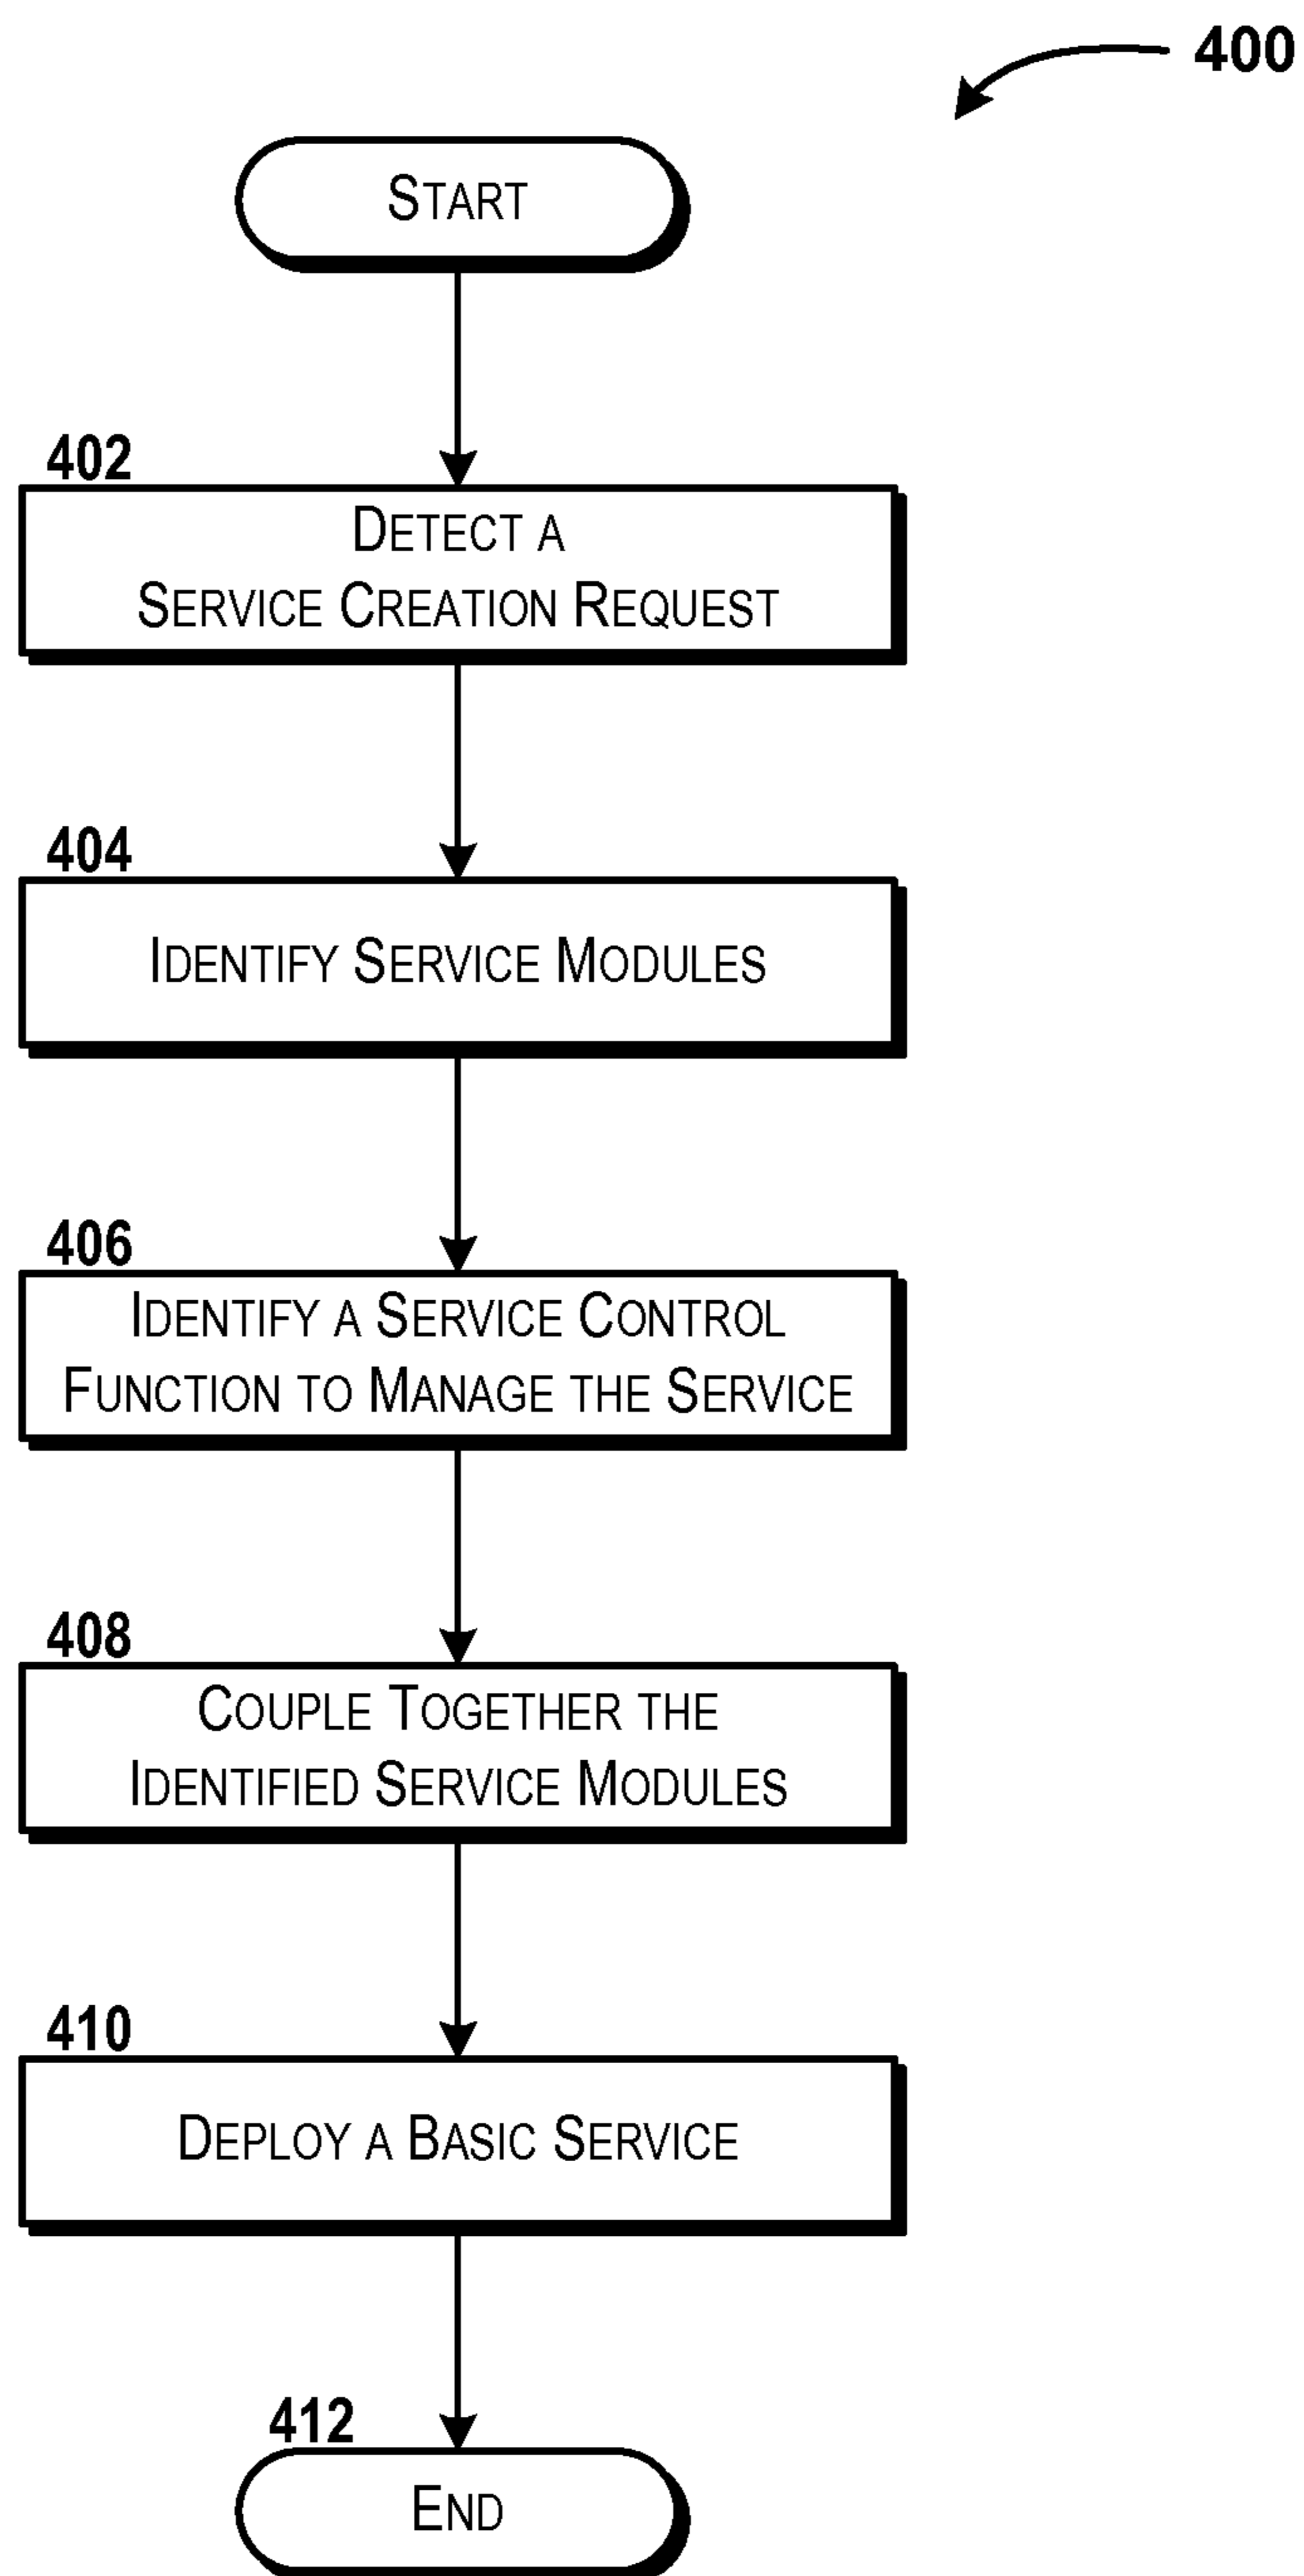 400
START
402
DETECT A
SERVICE CREATION REQUEST
404
IDENTIFY SERVICE MODULES
406
IDENTIFY A SERVICE CONTROL
FUNCTION TO MANAGE THE SERVICE
408
COUPLE TOGETHER THE
IDENTIFIED SERVICE MODULES
410
DEPLOY A BASIC SERVICE
412
END